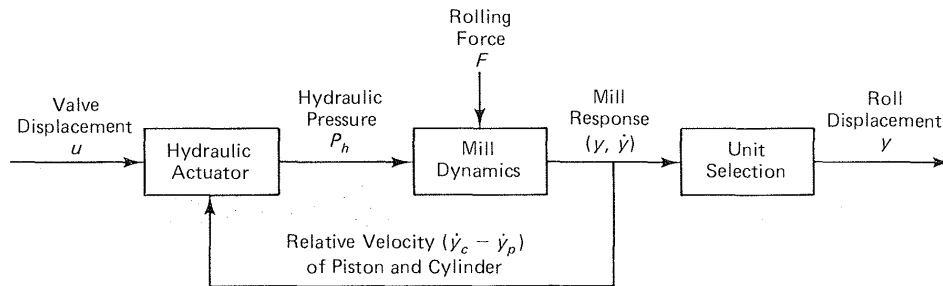 Rolling
Force
F
Valve
Displacement
u
Hydraulic
Pressure
P_h
Mill
Response
(y, ẏ)
Roll
Displacement
y
Hydraulic
Actuator
Mill
Dynamics
Unit
Selection
Relative Velocity (ẏ_c − ẏ_p)
of Piston and Cylinder